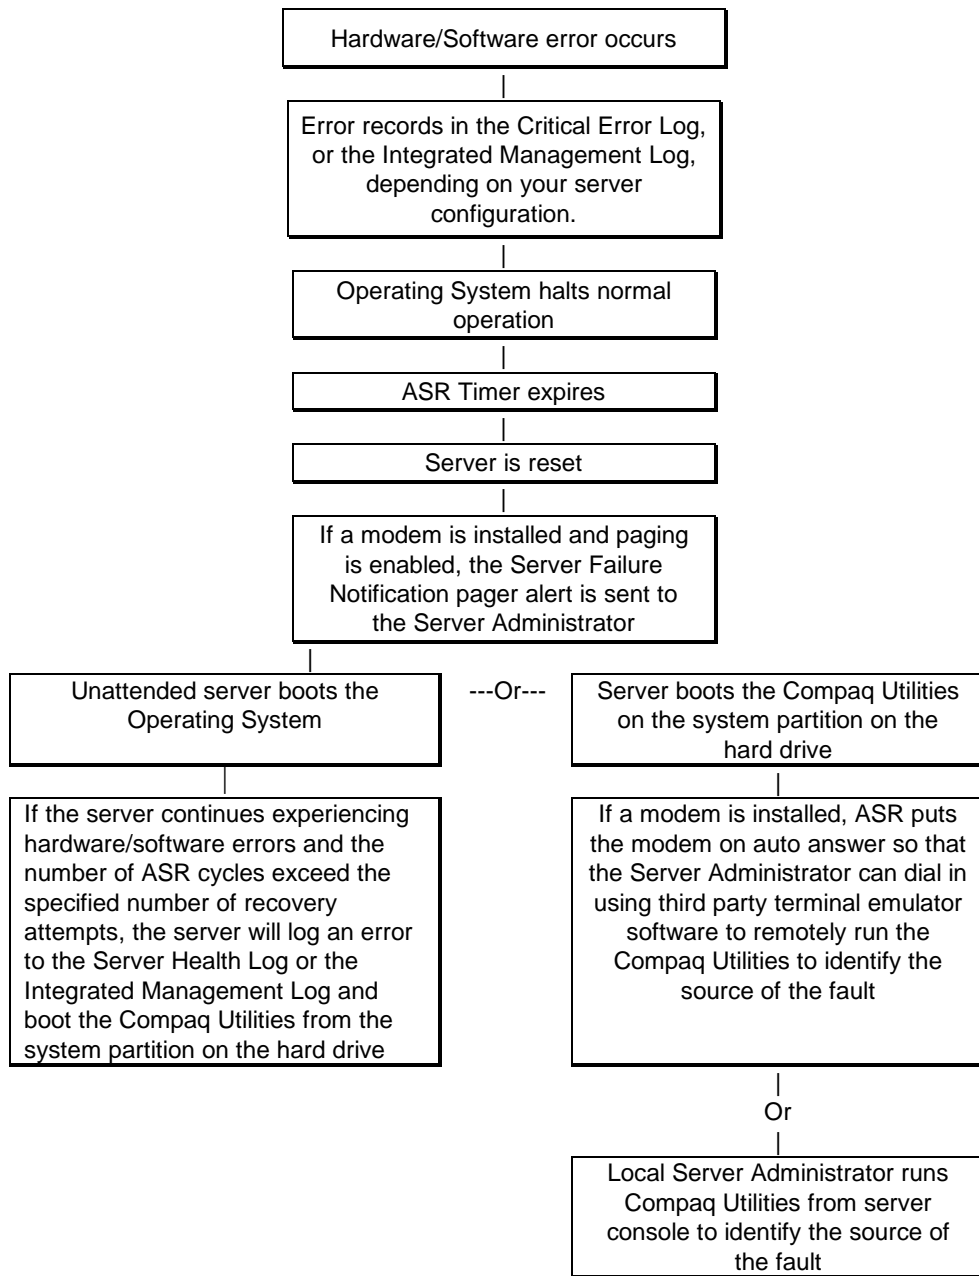 Hardware/Software error occurs
|
Error records in the Critical Error Log,
or the Integrated Management Log,
depending on your server
configuration.
|
Operating System halts normal
operation
|
ASR Timer expires
|
Server is reset
|
If a modem is installed and paging
is enabled, the Server Failure
Notification pager alert is sent to
the Server Administrator
|
Unattended server boots the
Operating System
---Or---
Server boots the Compaq Utilities
on the system partition on the
hard drive
|
If the server continues experiencing
hardware/software errors and the
number of ASR cycles exceed the
specified number of recovery
attempts, the server will log an error
to the Server Health Log or the
Integrated Management Log and
boot the Compaq Utilities from the
system partition on the hard drive
|
If a modem is installed, ASR puts
the modem on auto answer so that
the Server Administrator can dial in
using third party terminal emulator
software to remotely run the
Compaq Utilities to identify the
source of the fault
|
Or
|
Local Server Administrator runs
Compaq Utilities from server
console to identify the source of
the fault